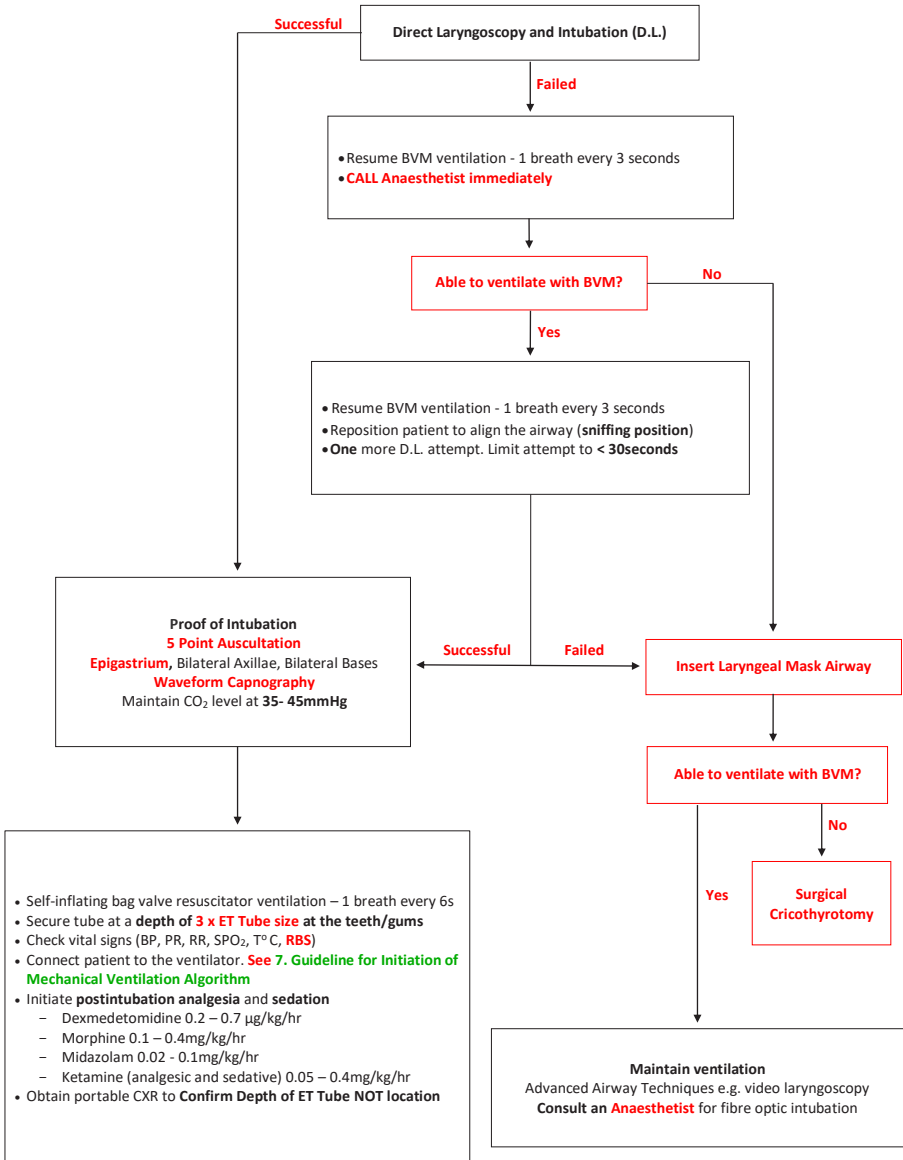 Successful
Direct Laryngoscopy and Intubation (D.L.)
Failed
•Resume BVM ventilation - 1 breath every 3 seconds
•CALL Anaesthetist immediately
Able to ventilate with BVM?
No
Yes
•Resume BVM ventilation - 1 breath every 3 seconds
•Reposition patient to align the airway (sniffing position)
•One more D.L. attempt. Limit attempt to < 30seconds
Proof of Intubation
5 Point Auscultation
Epigastrium, Bilateral Axillae, Bilateral Bases
Waveform Capnography
Maintain CO₂ level at 35- 45mmHg
Successful
Failed
Insert Laryngeal Mask Airway
Able to ventilate with BVM?
No
Yes
Surgical
Cricothyrotomy
• Self-inflating bag valve resuscitator ventilation – 1 breath every 6s
• Secure tube at a depth of 3 x ET Tube size at the teeth/gums
• Check vital signs (BP, PR, RR, SPO₂, T° C, RBS)
• Connect patient to the ventilator. See 7. Guideline for Initiation of
Mechanical Ventilation Algorithm
• Initiate postintubation analgesia and sedation
− Dexmedetomidine 0.2 – 0.7 µg/kg/hr
− Morphine 0.1 – 0.4mg/kg/hr
− Midazolam 0.02 - 0.1mg/kg/hr
− Ketamine (analgesic and sedative) 0.05 – 0.4mg/kg/hr
• Obtain portable CXR to Confirm Depth of ET Tube NOT location
Maintain ventilation
Advanced Airway Techniques e.g. video laryngoscopy
Consult an Anaesthetist for fibre optic intubation